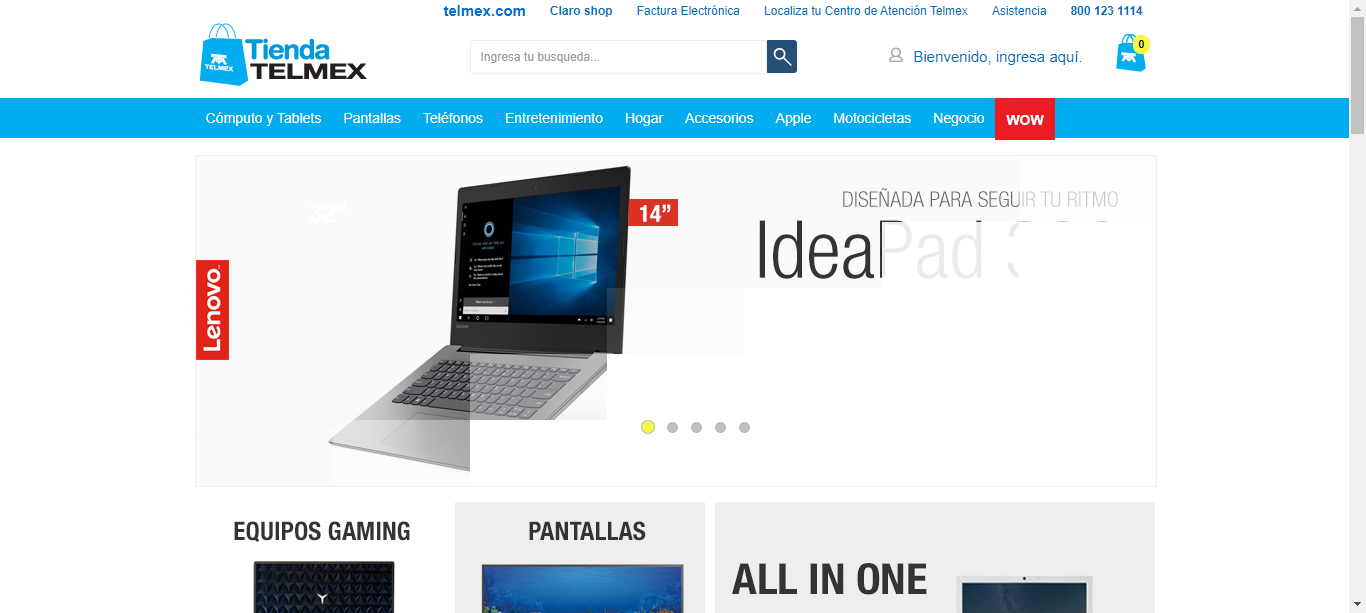 telmex.com Claro shop Factura Electrónica Localiza tu Centro de Atención Telmex Asistencia 800 123 1114
Tienda
TELMEX
TELMEX
Ingresa tu busqueda...
Bienvenido, ingresa aquí.
0
Cómputo y Tablets Pantallas Teléfonos Entretenimiento Hogar Accesorios Apple Motocicletas Negocio WOW
32”
14”
DISEÑADA PARA SEGUIR TU RITMO
IdeaPad
Lenovo
EQUIPOS GAMING
PANTALLAS
ALL IN ONE